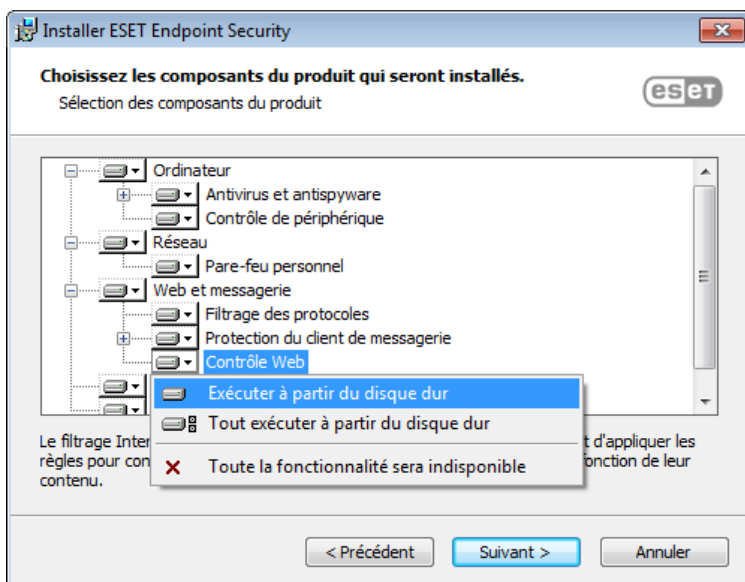 Installer ESET Endpoint Security
Choisissez les composants du produit qui seront installés.
Sélection des composants du produit
eset
Ordinateur
Antivirus et antispyware
Contrôle de périphérique
Réseau
Pare-feu personnel
Web et messagerie
Filtrage des protocoles
Protection du client de messagerie
Contrôle Web
Exécuter à partir du disque dur
Tout exécuter à partir du disque dur
Toute la fonctionnalité sera indisponible
Le filtrage t d'appliquer les
règles pour fonction de leur
contenu.
< Précédent
Suivant >
Annuler